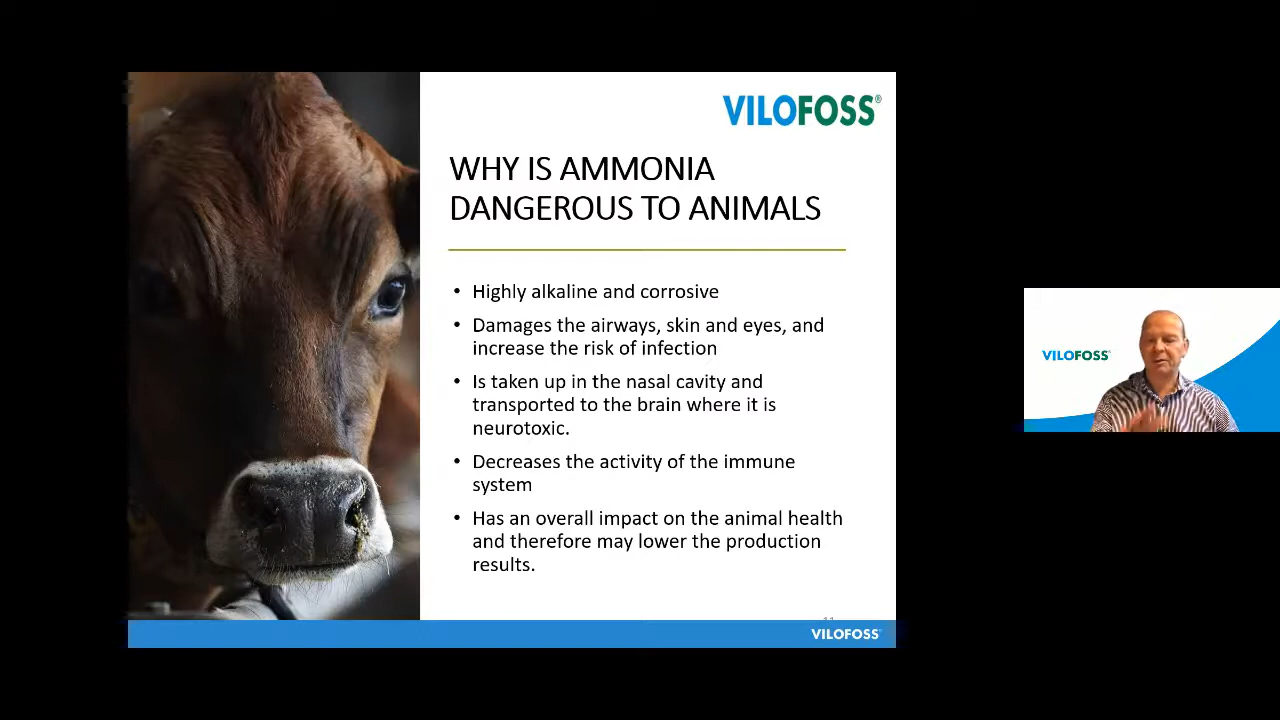 VILOFOSS®
WHY IS AMMONIA
DANGEROUS TO ANIMALS
• Highly alkaline and corrosive
• Damages the airways, skin and eyes, and
increase the risk of infection
• Is taken up in the nasal cavity and
transported to the brain where it is
neurotoxic.
• Decreases the activity of the immune
system
• Has an overall impact on the animal health
and therefore may lower the production
results.
VILOFOSS®
VILOFOSS®